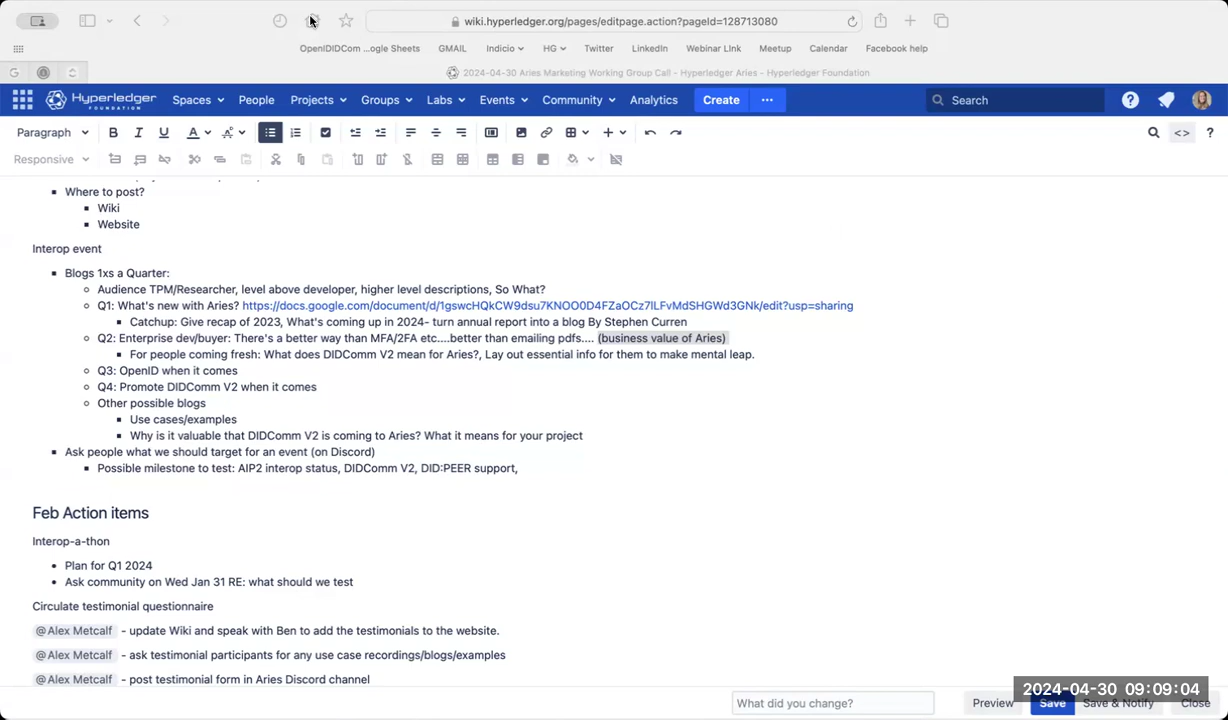 wiki.hyperledger.org/pages/editpage.action?pageId=128713080
OpenIDIDCom ...ogle Sheets GMAIL Indicio HG Twitter LinkedIn Webinar LInk Meetup Calendar Facebook help
2024-04-30 Aries Marketing Working Group Call - Hyperledger Aries - Hyperledger Foundation
HYPERLEDGER FOUNDATION Spaces People Projects Groups Labs Events Community Analytics Create ... Search
Paragraph B I U A
Responsive
Where to post?
Wiki
Website
Interop event
Blogs 1xs a Quarter:
Audience TPM/Researcher, level above developer, higher level descriptions, So What?
Q1: What's new with Aries? https://docs.google.com/document/d/1gswcHQkCW9dsu7KNOO0D4FZaOCz7lLFvMdSHGWd3GNk/edit?usp=sharing
Catchup: Give recap of 2023, What's coming up in 2024- turn annual report into a blog By Stephen Curren
Q2: Enterprise dev/buyer: There's a better way than MFA/2FA etc....better than emailing pdfs.... (business value of Aries)
For people coming fresh: What does DIDComm V2 mean for Aries?, Lay out essential info for them to make mental leap.
Q3: OpenID when it comes
Q4: Promote DIDComm V2 when it comes
Other possible blogs
Use cases/examples
Why is it valuable that DIDComm V2 is coming to Aries? What it means for your project
Ask people what we should target for an event (on Discord)
Possible milestone to test: AIP2 interop status, DIDComm V2, DID:PEER support,
Feb Action items
Interop-a-thon
Plan for Q1 2024
Ask community on Wed Jan 31 RE: what should we test
Circulate testimonial questionnaire
@Alex Metcalf - update Wiki and speak with Ben to add the testimonials to the website.
@Alex Metcalf - ask testimonial participants for any use case recordings/blogs/examples
@Alex Metcalf - post testimonial form in Aries Discord channel
2024-04-30 09:09:04
What did you change? Preview Save Save & Notify Close